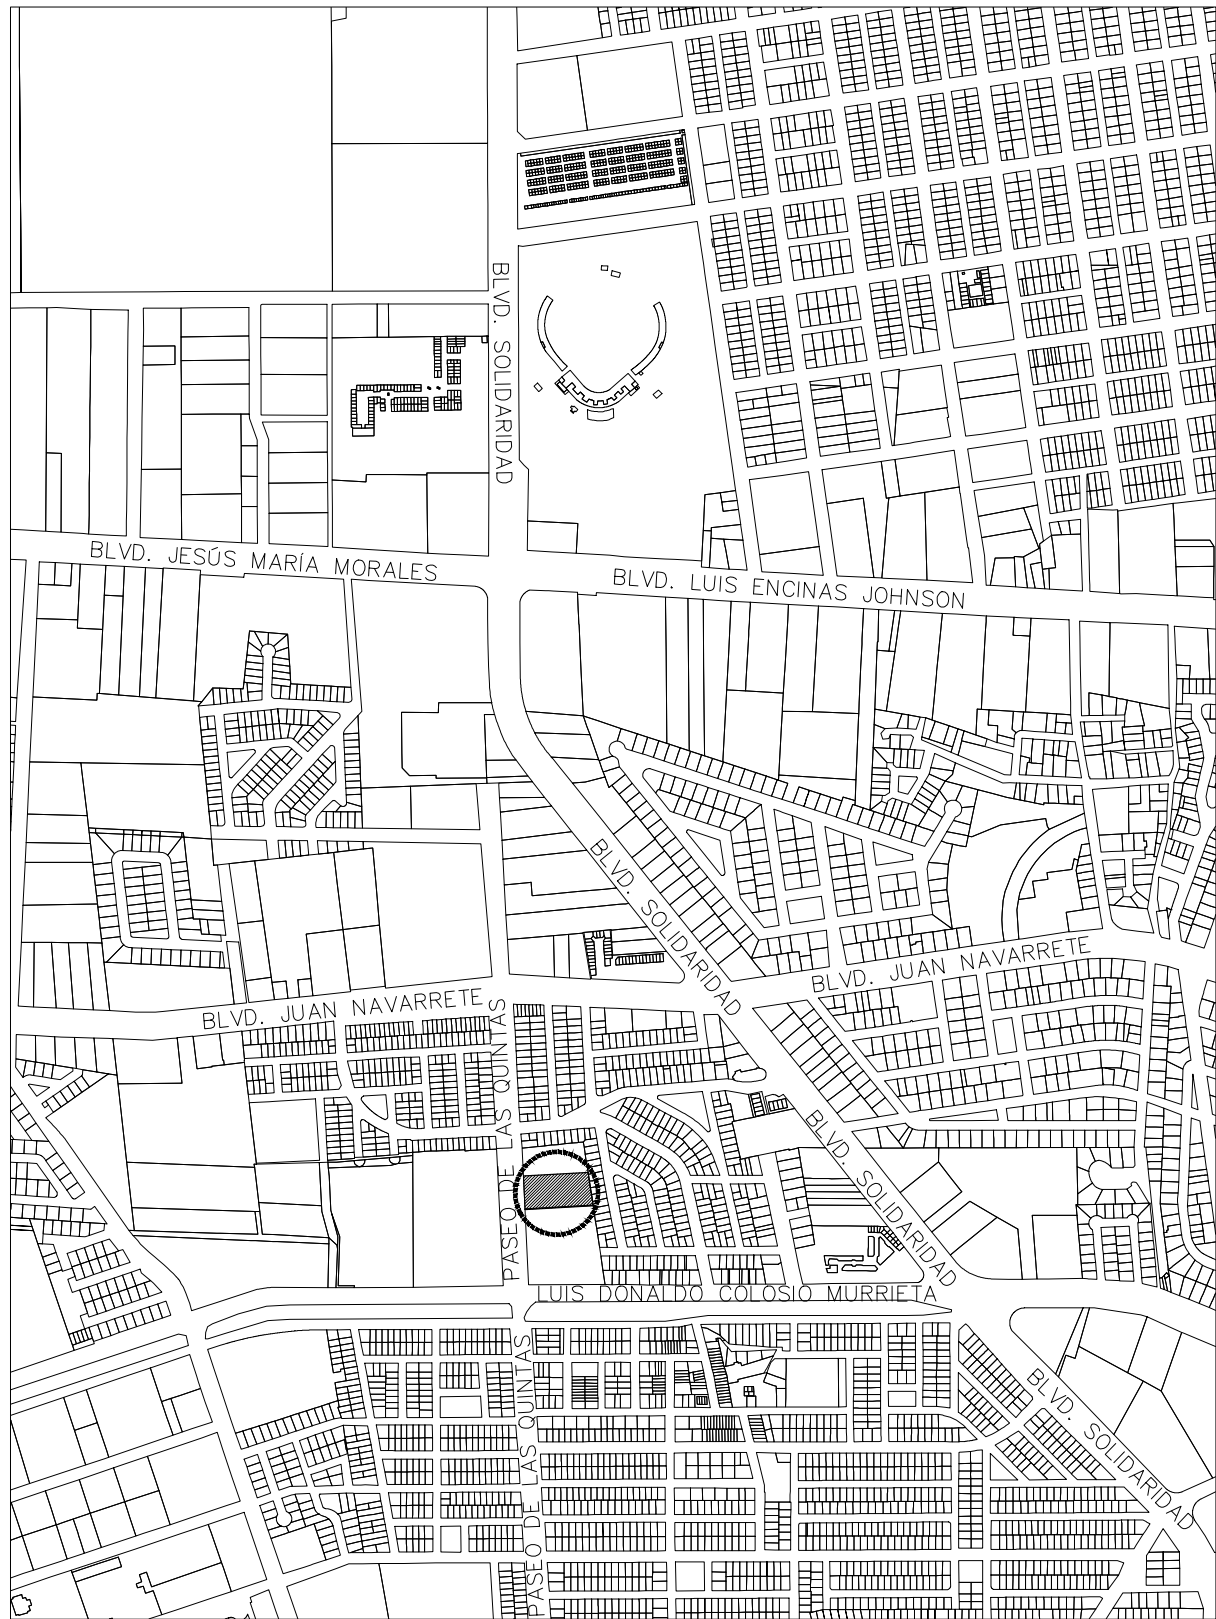 BLVD. SOLIDARIDAD
BLVD. JESÚS MARÍA MORALES
BLVD. LUIS ENCINAS JOHNSON
BLVD. SOLIDARIDAD
BLVD. JUAN NAVARRETE
BLVD. JUAN NAVARRETE
PASEO DE LAS QUINTAS
BLVD. SOLIDARIDAD
LUIS DONALDO COLOSIO MURRIETA
PASEO DE LAS QUINTAS
BLVD. SOLIDARIDAD